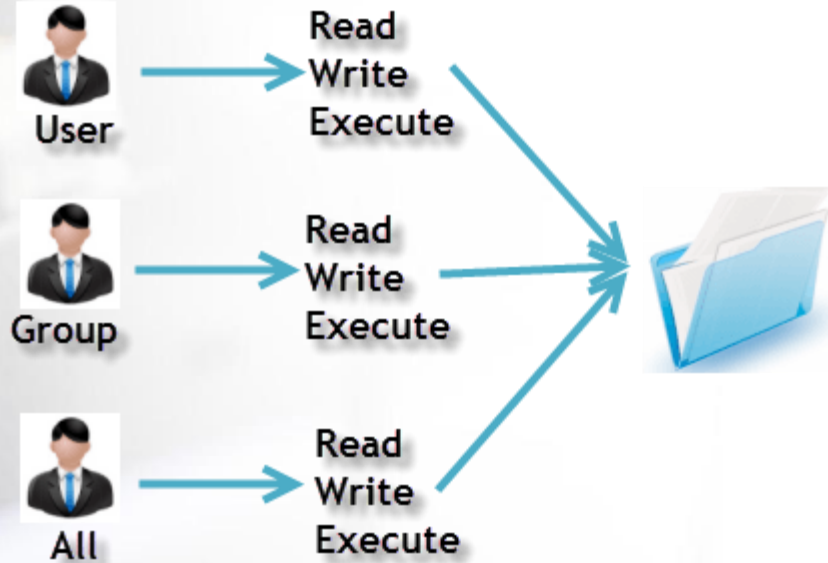 User
Read
Write
Execute
Group
Read
Write
Execute
All
Read
Write
Execute